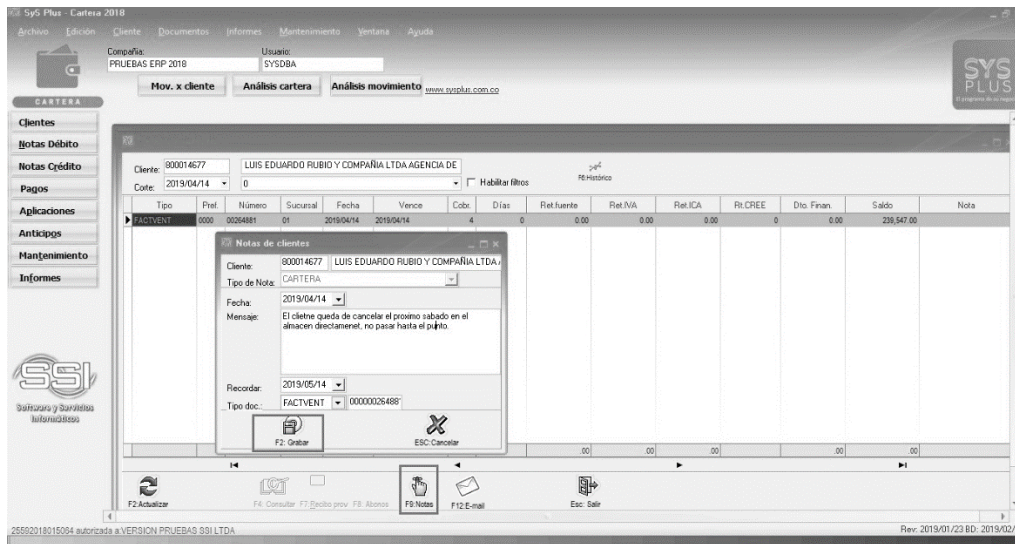 SyS Plus - Cartera 2018
Archivo Edición Cliente Documentos Informes Mantenimiento Ventana Ayuda
Compañia: Usuario:
PRUEBAS ERP 2018 SYSDBA
Mov. x cliente Análisis cartera Análisis movimiento www.sysplus.com.co
SYS
PLUS
CARTERA
Clientes
Notas Débito
Notas Crédito
Pagos
Aplicaciones
Anticipos
Mantenimiento
Informes
SSI
Software y Servicios
Informáticos
Cliente: 800014677 LUIS EDUARDO RUBIO Y COMPAÑIA LTDA AGENCIA DE
Corte: 2019/04/14 0 Habilitar filtros F6:Histórico
Tipo Pref. Número Sucursal Fecha Vence Cobr. Días Ret.fuente Ret.IVA Ret.ICA Rt.CREE Dto. Finan. Saldo Nota
FACTVENT 0000 00264881 01 2019/04/14 2019/04/14 4 0 0.00 0.00 0.00 0 0.00 239,547.00
Notas de clientes
Cliente: 800014677 LUIS EDUARDO RUBIO Y COMPAÑIA LTDA
Tipo de Nota: CARTERA
Fecha: 2019/04/14
Mensaje: El clietne queda de cancelar el proximo sabado en el
almacen directamenet, no pasar hasta el punto.
Recordar: 2019/05/14
Tipo doc.: FACTVENT 00000026488
F2: Grabar ESC: Cancelar
.00 .00 .00 .00 .00
F2:Actualizar F4: Consultar F7:Recibo prov F8: Abonos F9:Notas F12:E-mail Esc: Salir
25592018015064 autorizada a:VERSION PRUEBAS SSI LTDA Rev: 2019/01/23 BD: 2019/02/